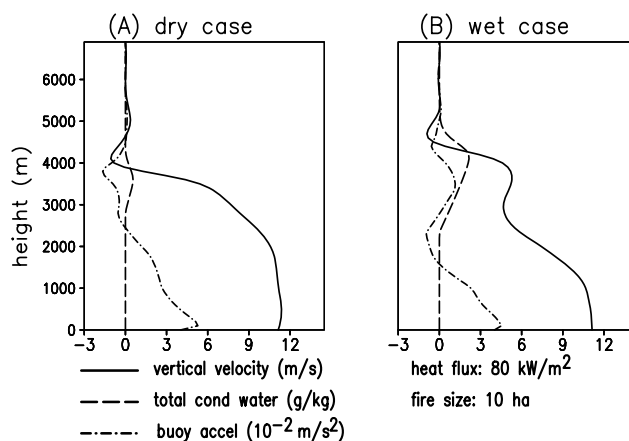 (A) dry case
(B) wet case
height (m)
6000
5000
4000
3000
2000
1000
0
-3 0 3 6 9 12
-3 0 3 6 9 12
vertical velocity (m/s)
total cond water (g/kg)
buoy accel (10⁻² m/s²)
heat flux: 80 kW/m²
fire size: 10 ha